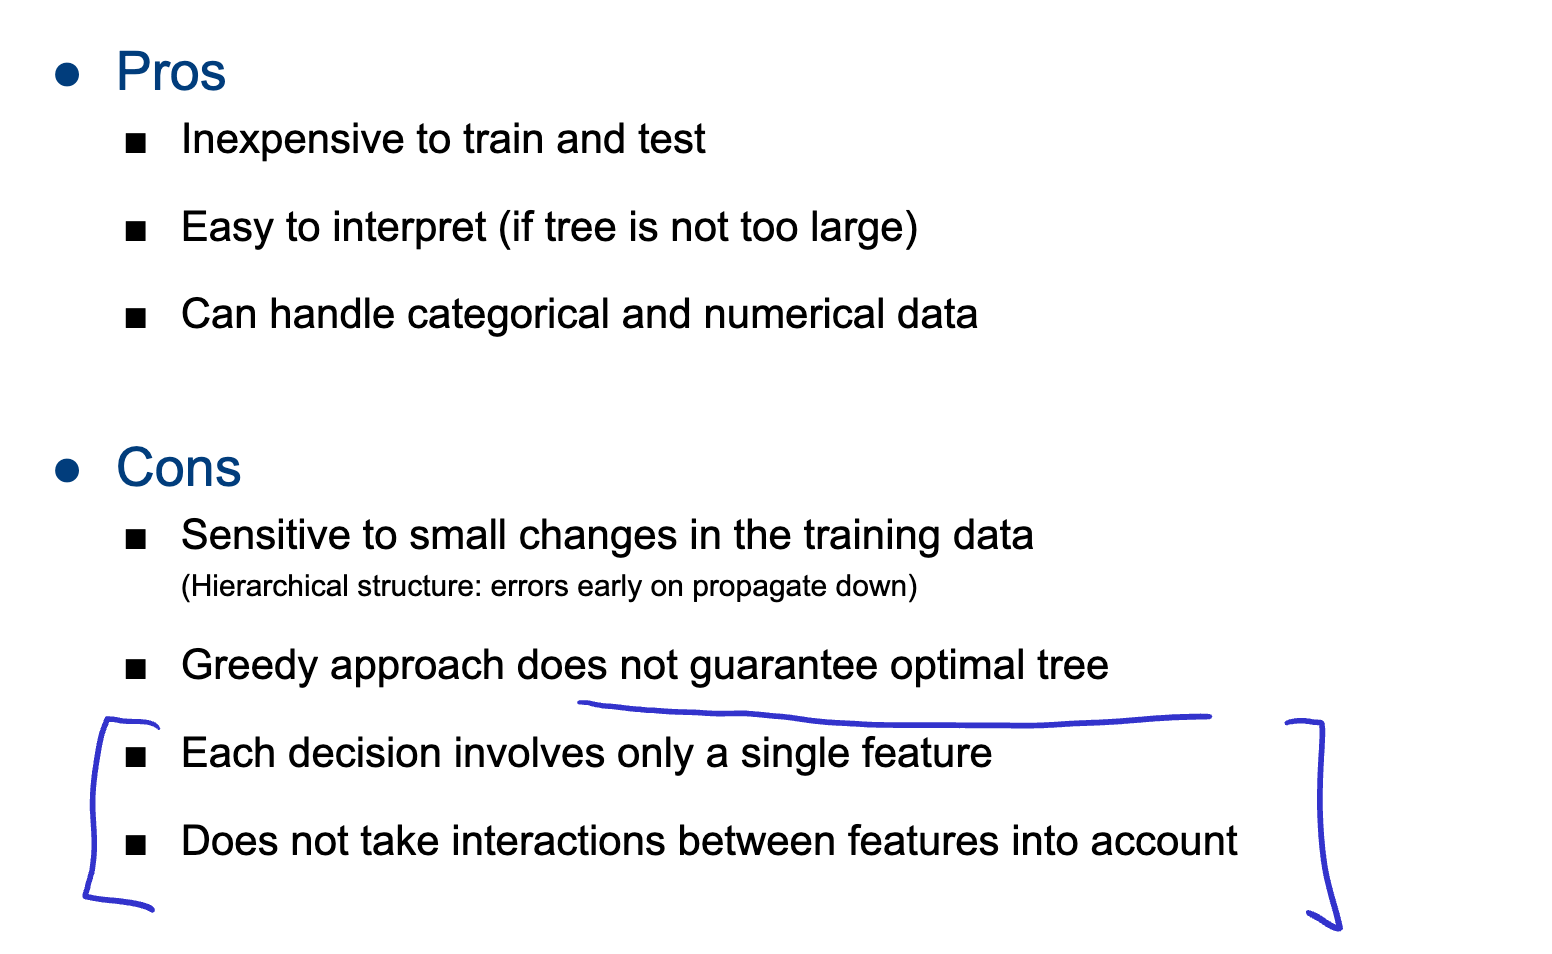 ● Pros
■ Inexpensive to train and test
■ Easy to interpret (if tree is not too large)
■ Can handle categorical and numerical data
● Cons
■ Sensitive to small changes in the training data
(Hierarchical structure: errors early on propagate down)
■ Greedy approach does not guarantee optimal tree
■ Each decision involves only a single feature
■ Does not take interactions between features into account